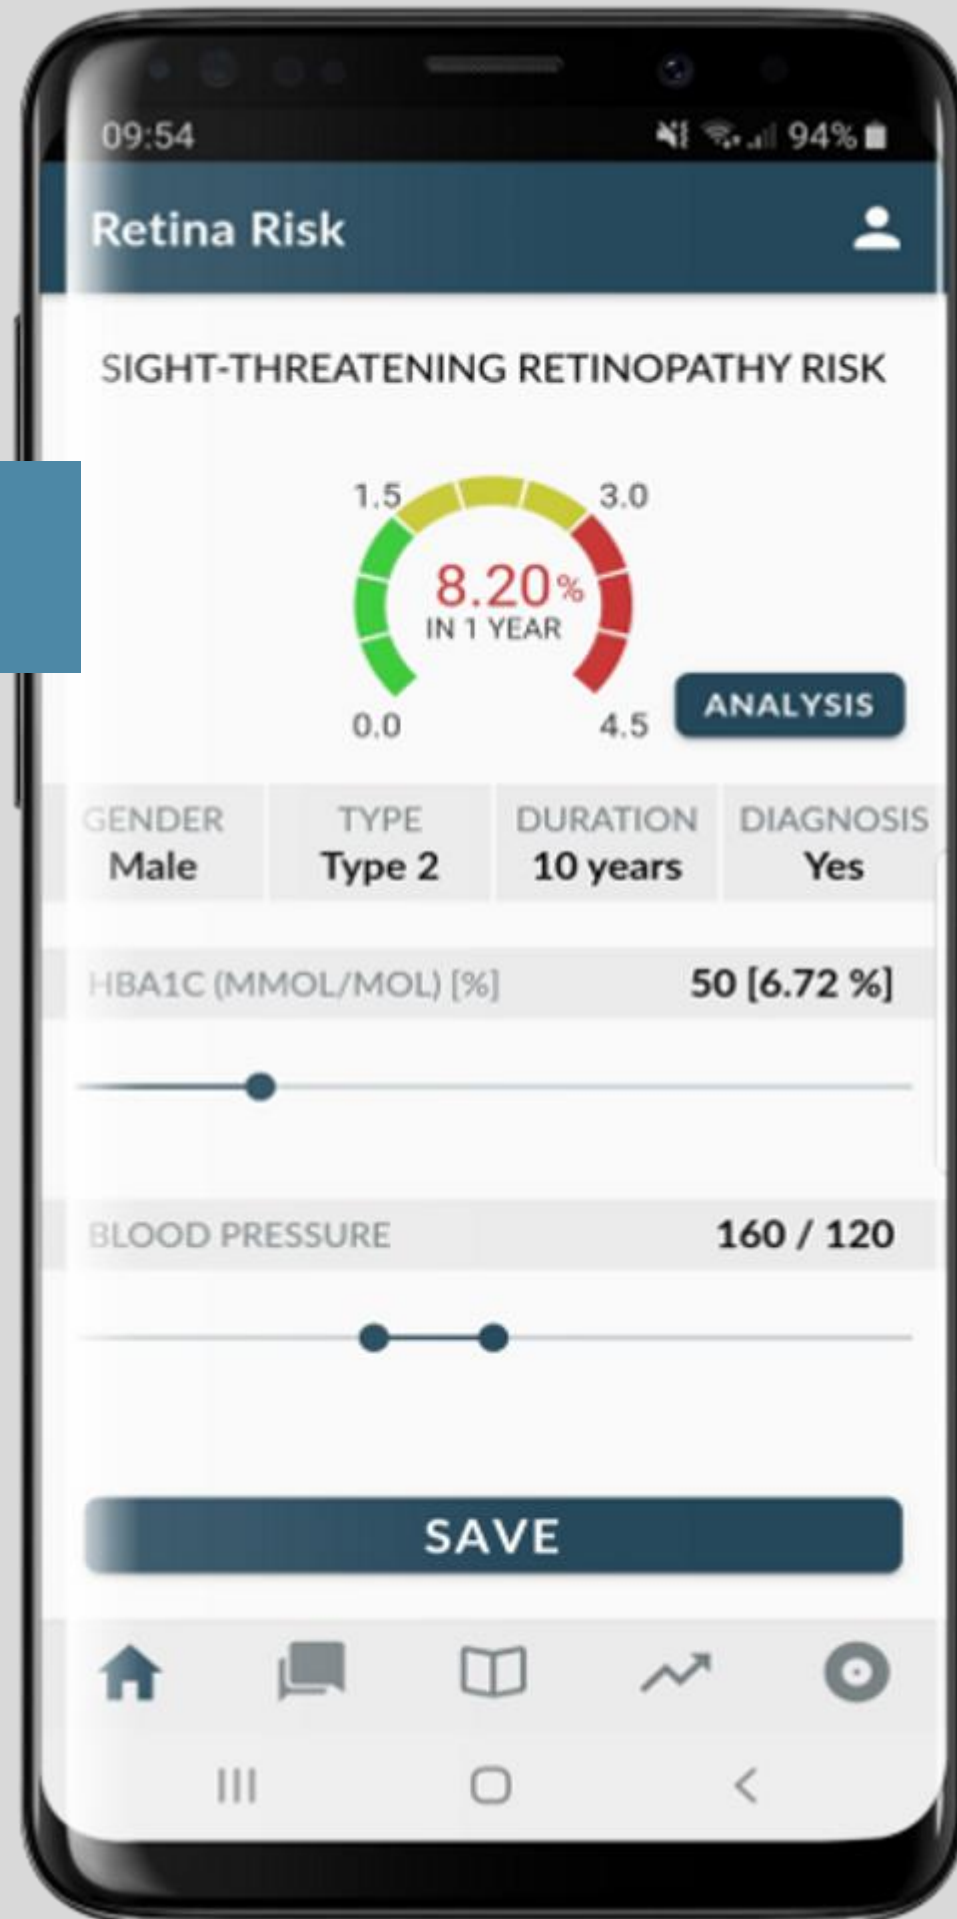 09:54 94%
Retina Risk
SIGHT-THREATENING RETINOPATHY RISK
1.5 3.0
8.20%
IN 1 YEAR
0.0 4.5
ANALYSIS
GENDER TYPE DURATION DIAGNOSIS
Male Type 2 10 years Yes
HBA1C (MMOL/MOL) [%] 50 [6.72 %]
BLOOD PRESSURE 160 / 120
SAVE